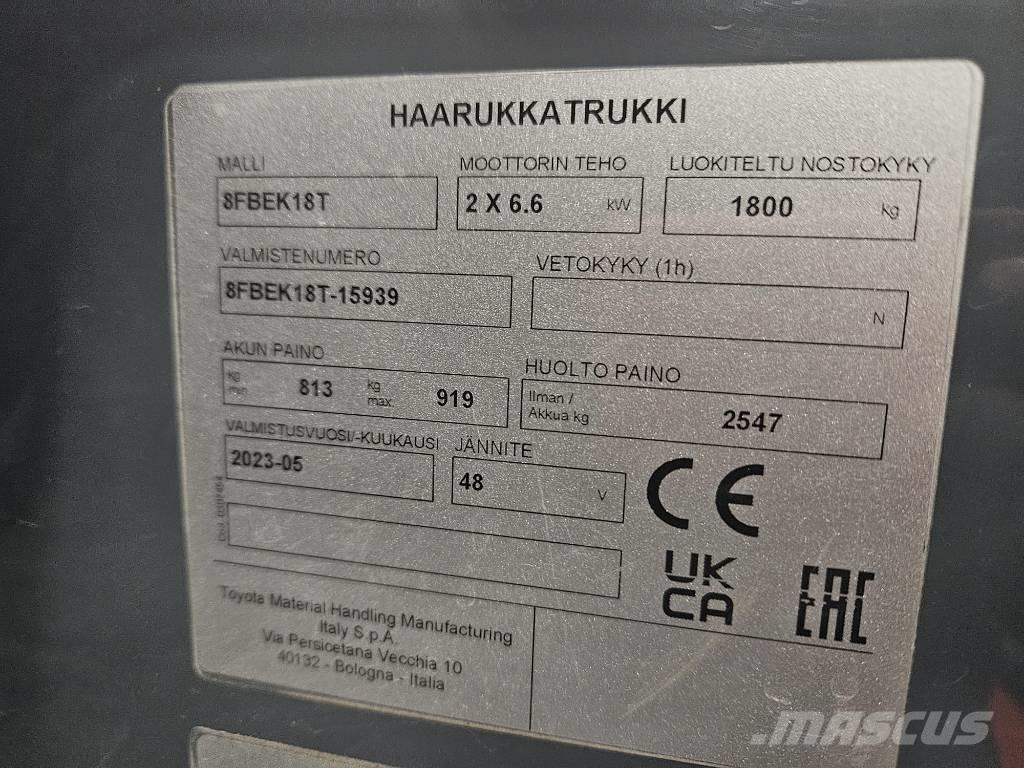 HAARUKKATRUKKI
MALLI MOOTTORIN TEHO LUOKITELTU NOSTOKYKY
8FBEK18T 2 X 6.6 kW 1800 kg
VALMISTENUMERO VETOKYKY (1h)
8FBEK18T-15939 N
AKUN PAINO HUOLTO PAINO
kg min 813 kg max. 919
Ilman / Akkua kg 2547
VALMISTUSVUOSI/-KUUKAUSI JÄNNITE
2023-05 48 V
CE
UK
CA
EAC
Toyota Material Handling Manufacturing
Italy S.p.A.
Via Persicetana Vecchia 10
40132 - Bologna - Italia
MASCUS